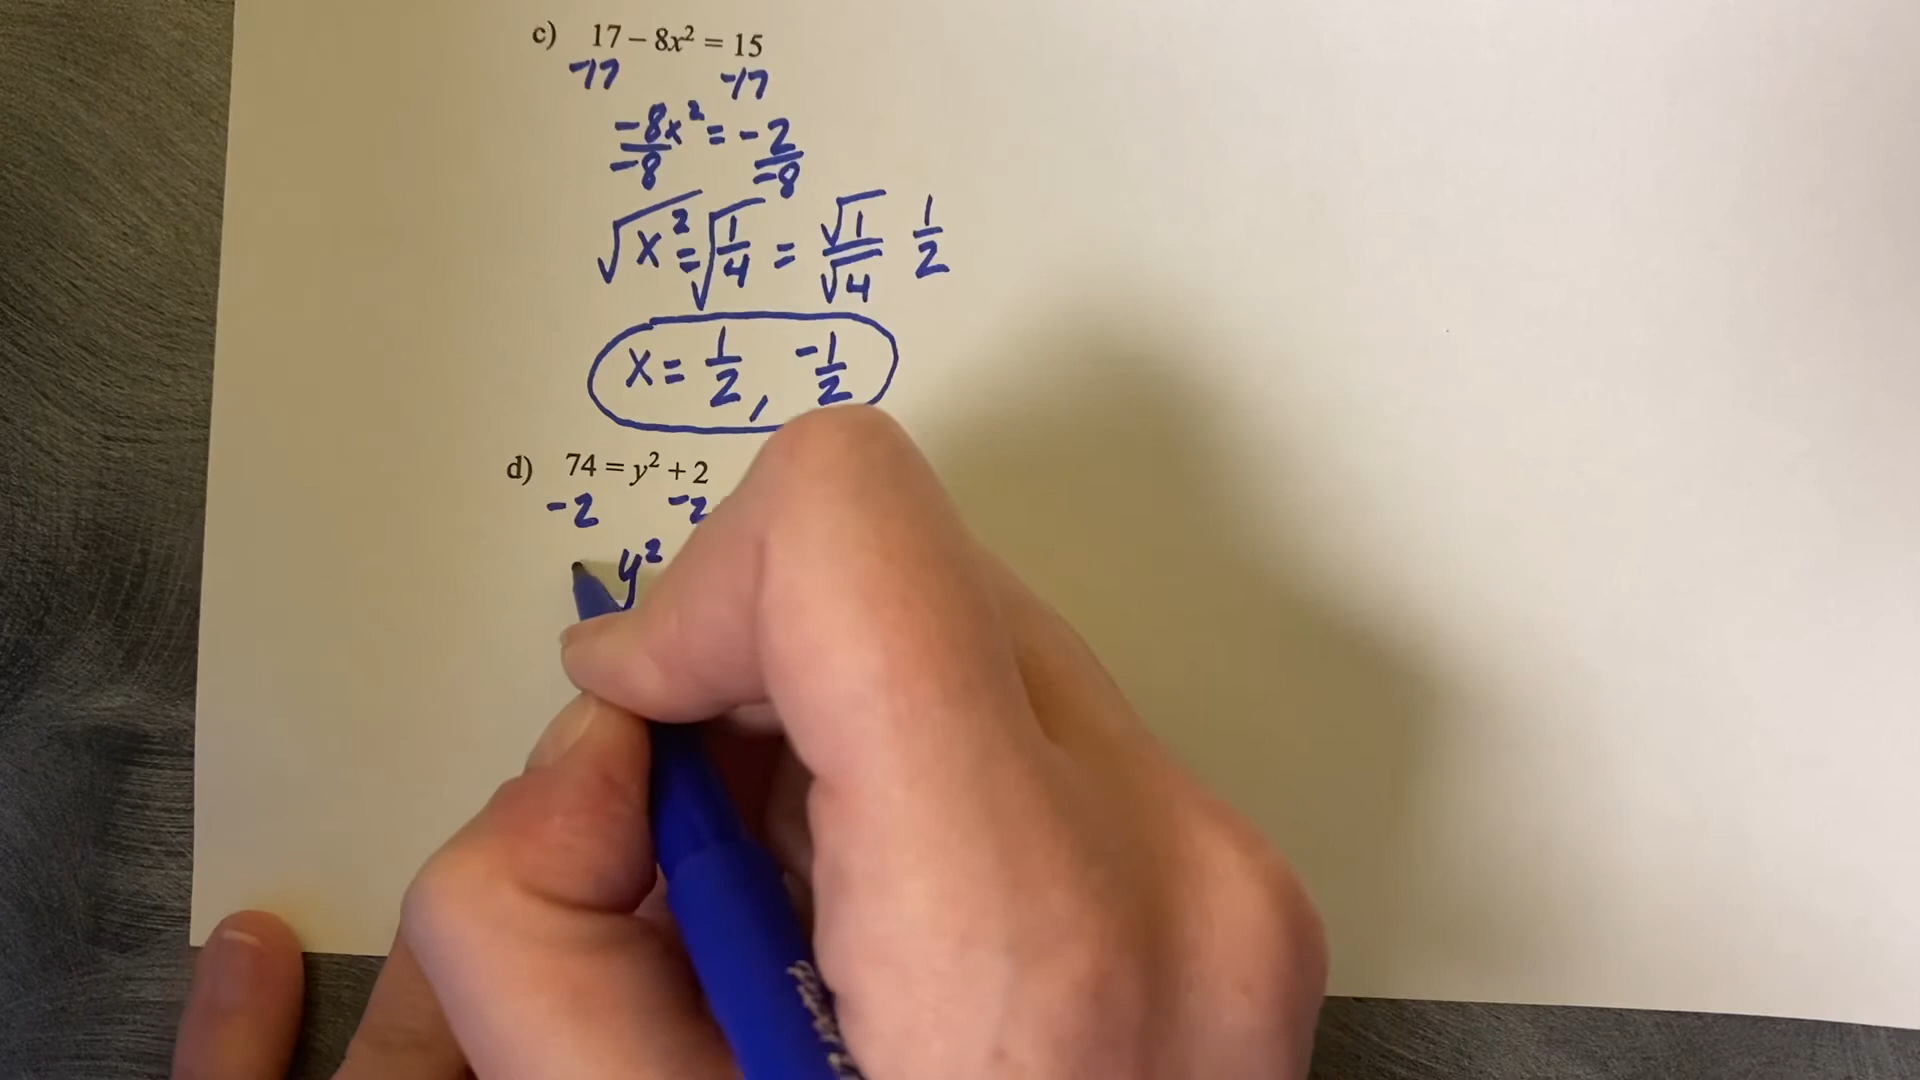 c) 17 – 8x² = 15
-17 -17
-8x² = -2
-8 -8
√x² = √1/4 = √1/√4 1/2
x = 1/2, -1/2
d) 74 = y² + 2
-2 -2
y²